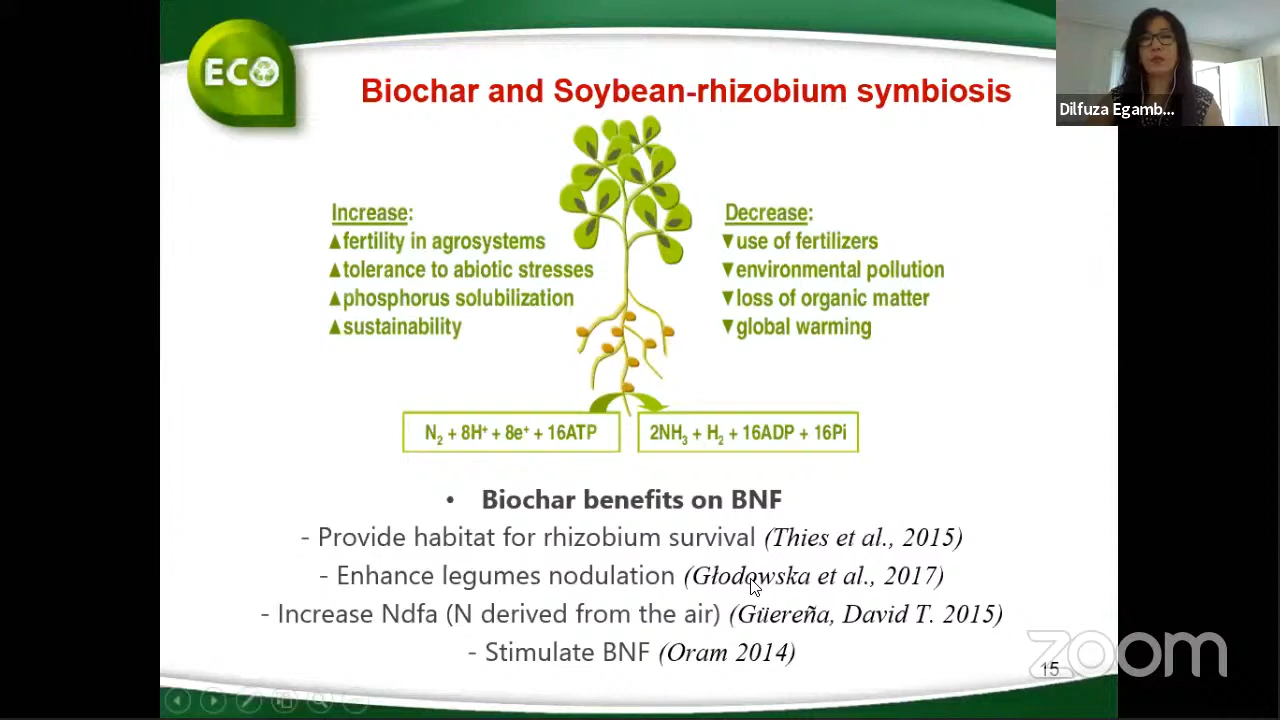 ECO
Biochar and Soybean-rhizobium symbiosis
Dilfuza Egamb...
Increase:
▲fertility in agrosystems
▲tolerance to abiotic stresses
▲phosphorus solubilization
▲sustainability
Decrease:
▼use of fertilizers
▼environmental pollution
▼loss of organic matter
▼global warming
N₂ + 8H⁺ + 8e⁺ + 16ATP
2NH₃ + H₂ + 16ADP + 16Pi
• Biochar benefits on BNF
- Provide habitat for rhizobium survival (Thies et al., 2015)
- Enhance legumes nodulation (Głodowska et al., 2017)
- Increase Ndfa (N derived from the air) (Güereña, David T. 2015)
- Stimulate BNF (Oram 2014)
zoom
15